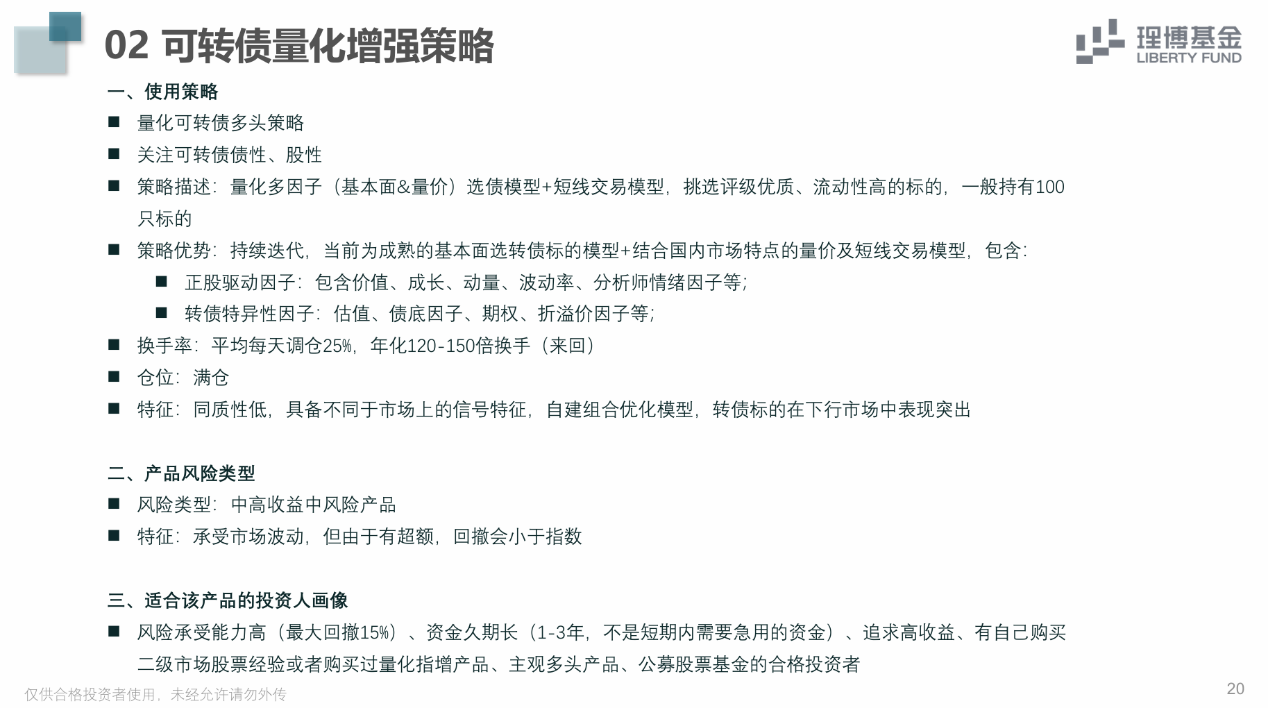 02 可转债量化增强策略
理博基金
LIBERTY FUND
一、使用策略
■ 量化可转债多头策略
■ 关注可转债债性、股性
■ 策略描述：量化多因子（基本面&量价）选债模型+短线交易模型，挑选评级优质、流动性高的标的，一般持有100
只标的
■ 策略优势：持续迭代，当前为成熟的基本面选转债标的模型+结合国内市场特点的量价及短线交易模型，包含：
■ 正股驱动因子：包含价值、成长、动量、波动率、分析师情绪因子等；
■ 转债特异性因子：估值、债底因子、期权、折溢价因子等；
■ 换手率：平均每天调仓25%，年化120-150倍换手（来回）
■ 仓位：满仓
■ 特征：同质性低，具备不同于市场上的信号特征，自建组合优化模型，转债标的在下行市场中表现突出
二、产品风险类型
■ 风险类型：中高收益中风险产品
■ 特征：承受市场波动，但由于有超额，回撤会小于指数
三、适合该产品的投资人画像
■ 风险承受能力高（最大回撤15%）、资金久期长（1-3年，不是短期内需要急用的资金）、追求高收益、有自己购买
二级市场股票经验或者购买过量化指增产品、主观多头产品、公募股票基金的合格投资者
仅供合格投资者使用，未经允许请勿外传
20